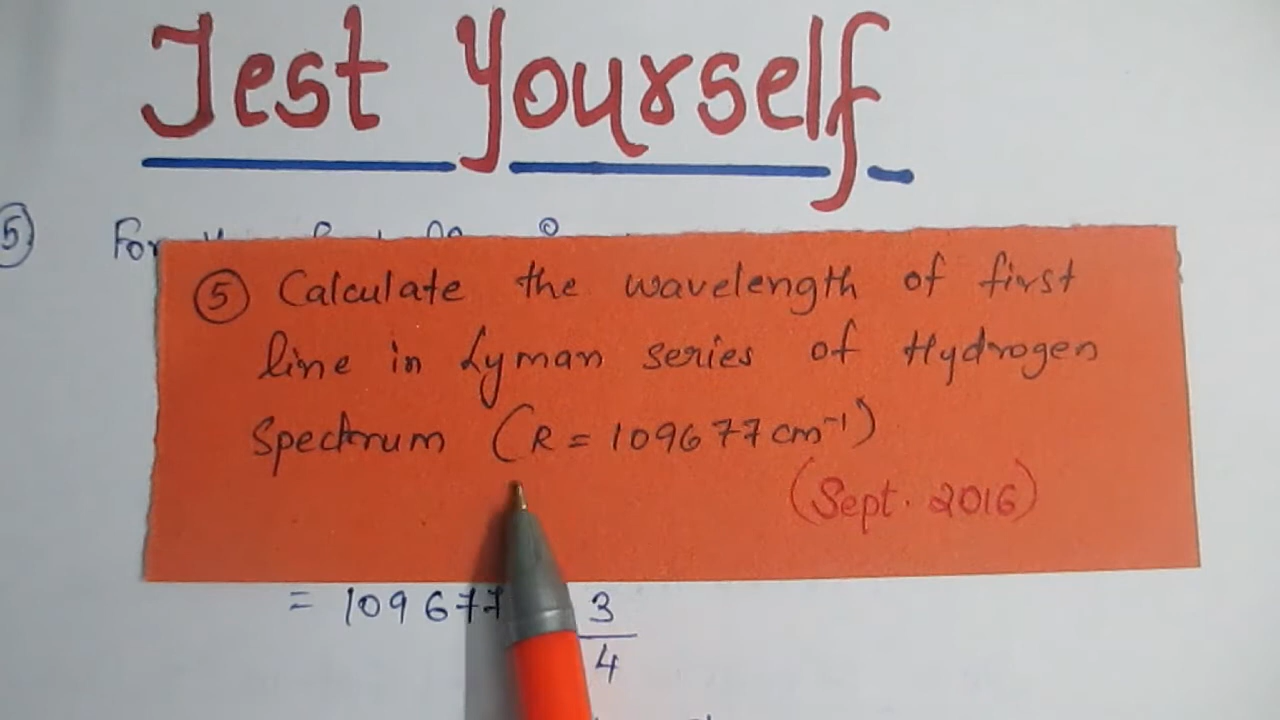 Test Yourself
5 For
5 Calculate the wavelength of first
line in Lyman series of Hydrogen
Spectrum (R = 109677 cm⁻¹)
(Sept. 2016)
= 109677 3/4